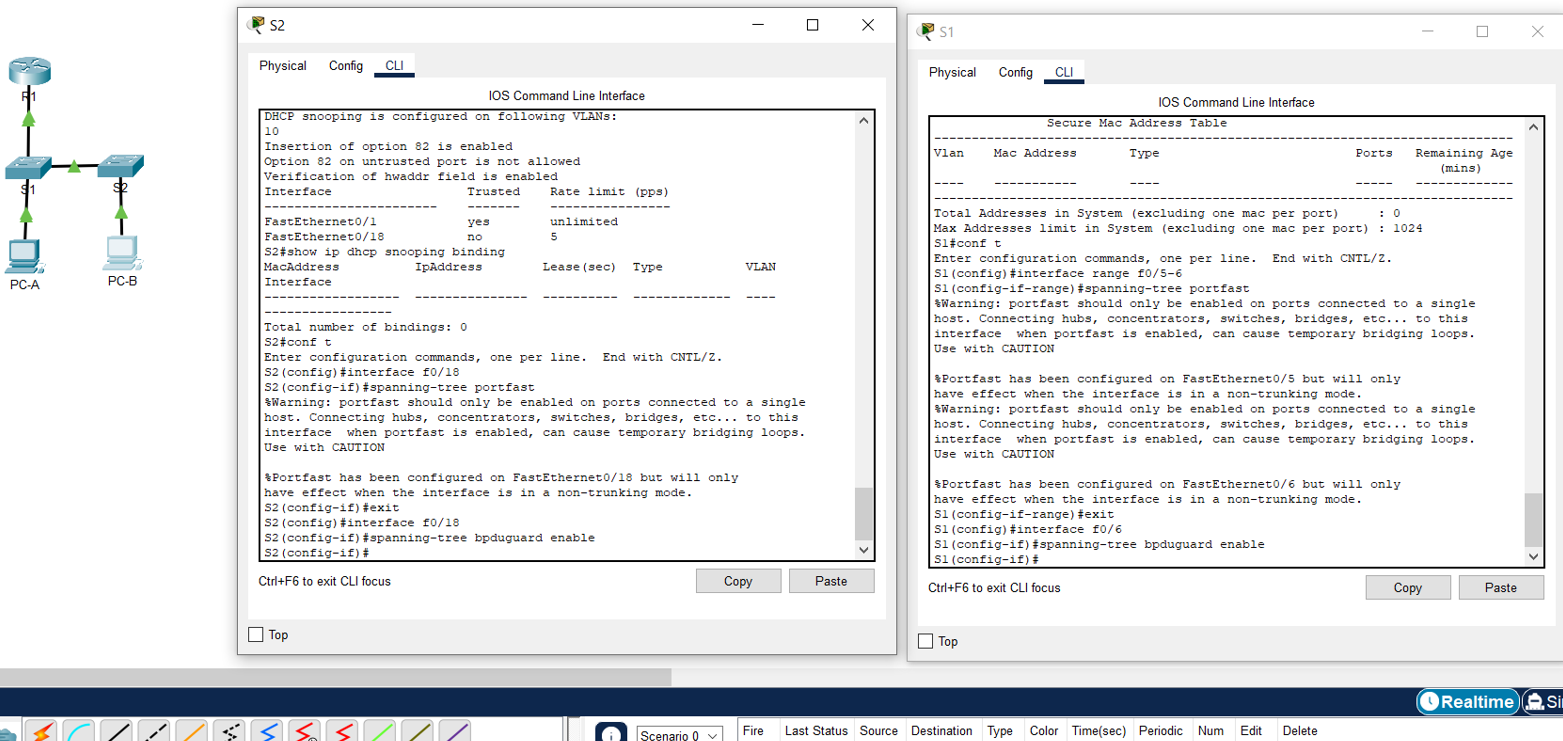 R1
S1
S2
PC-A
PC-B
S2
Physical Config CLI
IOS Command Line Interface
DHCP snooping is configured on following VLANs:
10
Insertion of option 82 is enabled
Option 82 on untrusted port is not allowed
Verification of hwaddr field is enabled
Interface Trusted Rate limit (pps)
----------------------- ------- ----------------
FastEthernet0/1 yes unlimited
FastEthernet0/18 no 5
S2#show ip dhcp snooping binding
MacAddress IpAddress Lease(sec) Type VLAN
Interface
------------------ --------------- ---------- ------------- ----
-----------------
Total number of bindings: 0
S2#conf t
Enter configuration commands, one per line. End with CNTL/Z.
S2(config)#interface f0/18
S2(config-if)#spanning-tree portfast
%Warning: portfast should only be enabled on ports connected to a single
host. Connecting hubs, concentrators, switches, bridges, etc... to this
interface when portfast is enabled, can cause temporary bridging loops.
Use with CAUTION
%Portfast has been configured on FastEthernet0/18 but will only
have effect when the interface is in a non-trunking mode.
S2(config-if)#exit
S2(config)#interface f0/18
S2(config-if)#spanning-tree bpduguard enable
S2(config-if)#
Ctrl+F6 to exit CLI focus
Copy Paste
Top
S1
Physical Config CLI
IOS Command Line Interface
Secure Mac Address Table
-----------------------------------------------------------------------------
Vlan Mac Address Type Ports Remaining Age
(mins)
---- ----------- ---- ----- -------------
-----------------------------------------------------------------------------
Total Addresses in System (excluding one mac per port) : 0
Max Addresses limit in System (excluding one mac per port) : 1024
S1#conf t
Enter configuration commands, one per line. End with CNTL/Z.
S1(config)#interface range f0/5-6
S1(config-if-range)#spanning-tree portfast
%Warning: portfast should only be enabled on ports connected to a single
host. Connecting hubs, concentrators, switches, bridges, etc... to this
interface when portfast is enabled, can cause temporary bridging loops.
Use with CAUTION
%Portfast has been configured on FastEthernet0/5 but will only
have effect when the interface is in a non-trunking mode.
%Warning: portfast should only be enabled on ports connected to a single
host. Connecting hubs, concentrators, switches, bridges, etc... to this
interface when portfast is enabled, can cause temporary bridging loops.
Use with CAUTION
%Portfast has been configured on FastEthernet0/6 but will only
have effect when the interface is in a non-trunking mode.
S1(config-if-range)#exit
S1(config)#interface f0/6
S1(config-if)#spanning-tree bpduguard enable
S1(config-if)#
Ctrl+F6 to exit CLI focus
Copy Paste
Top
Realtime Si
Scenario 0
Fire Last Status Source Destination Type Color Time(sec) Periodic Num Edit Delete